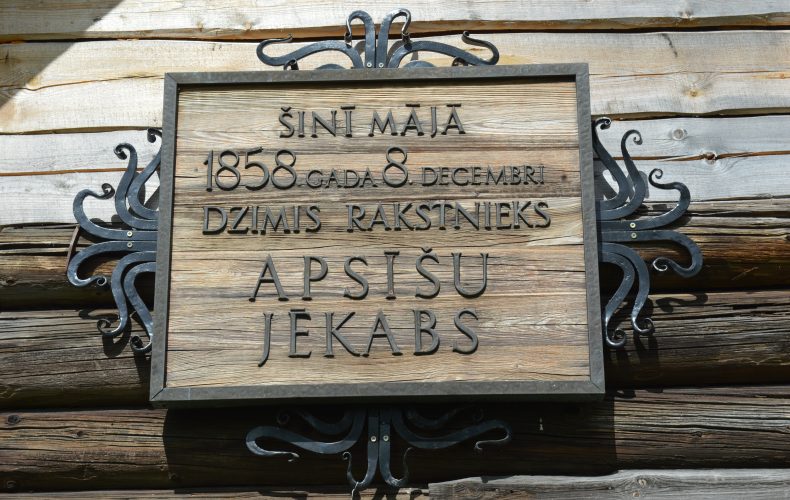 ŠINĪ MĀJĀ
1858. GADA 8. DECEMBRĪ
DZIMIS RAKSTNIEKS
APSĪŠU
JĒKABS